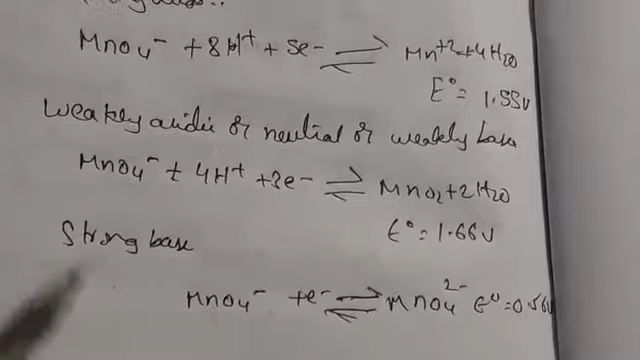 MnO4⁻ + 8H⁺ + 5e⁻ ⇌ Mn⁺² + 4H2O
E° = 1.55V
Weakly acidic or neutral or weakly base
MnO4⁻ + 4H⁺ + 3e⁻ ⇌ MnO2 + 2H2O
E° = 1.66V
Strong base
MnO4⁻ + e⁻ ⇌ MnO4²⁻ E° = 0.56V